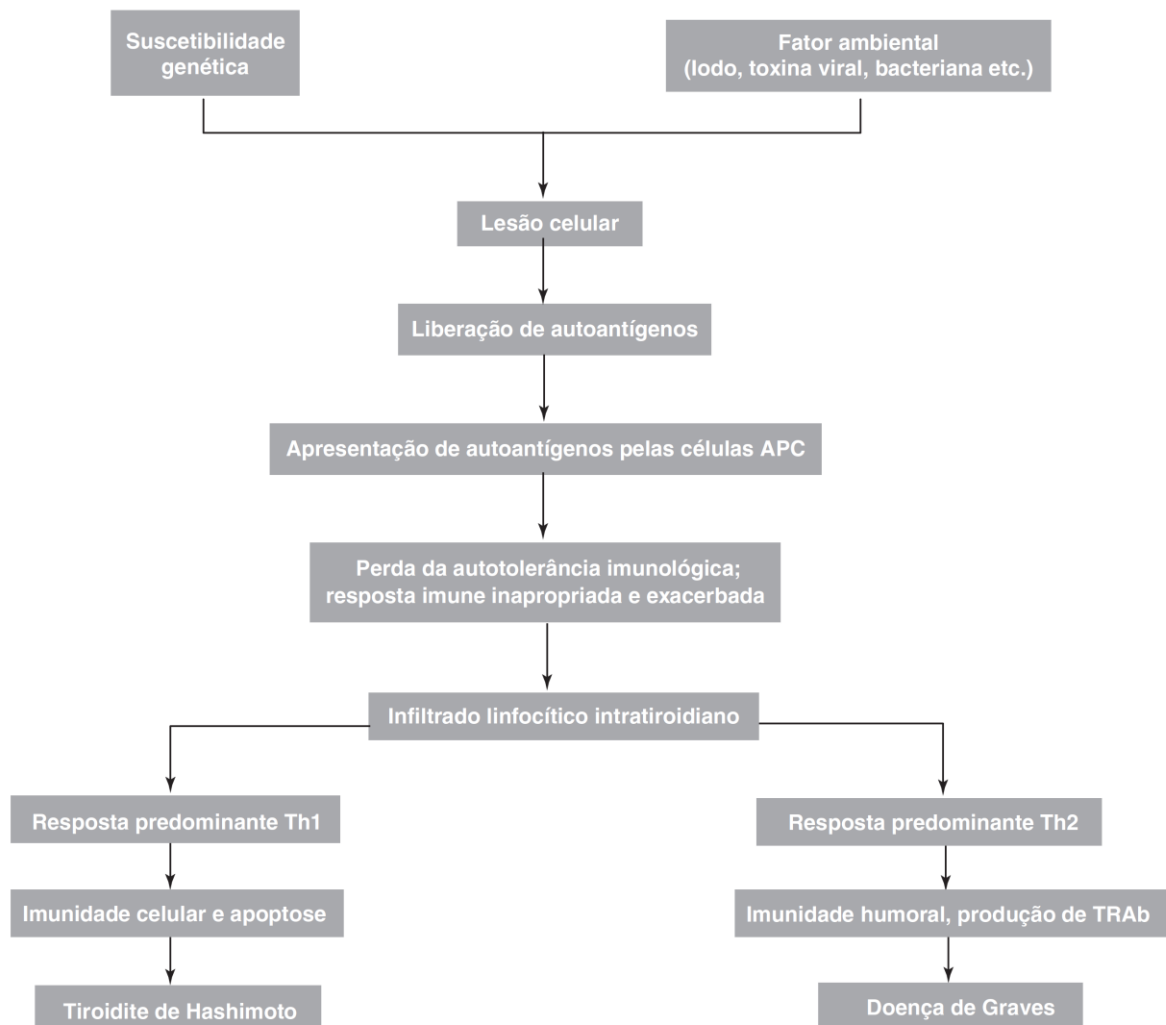 Suscetibilidade
genética
Fator ambiental
(Iodo, toxina viral, bacteriana etc.)
Lesão celular
Liberação de autoantígenos
Apresentação de autoantígenos pelas células APC
Perda da autotolerância imunológica;
resposta imune inapropriada e exacerbada
Infiltrado linfocítico intratiroidiano
Resposta predominante Th1
Resposta predominante Th2
Imunidade celular e apoptose
Imunidade humoral, produção de TRAb
Tiroidite de Hashimoto
Doença de Graves